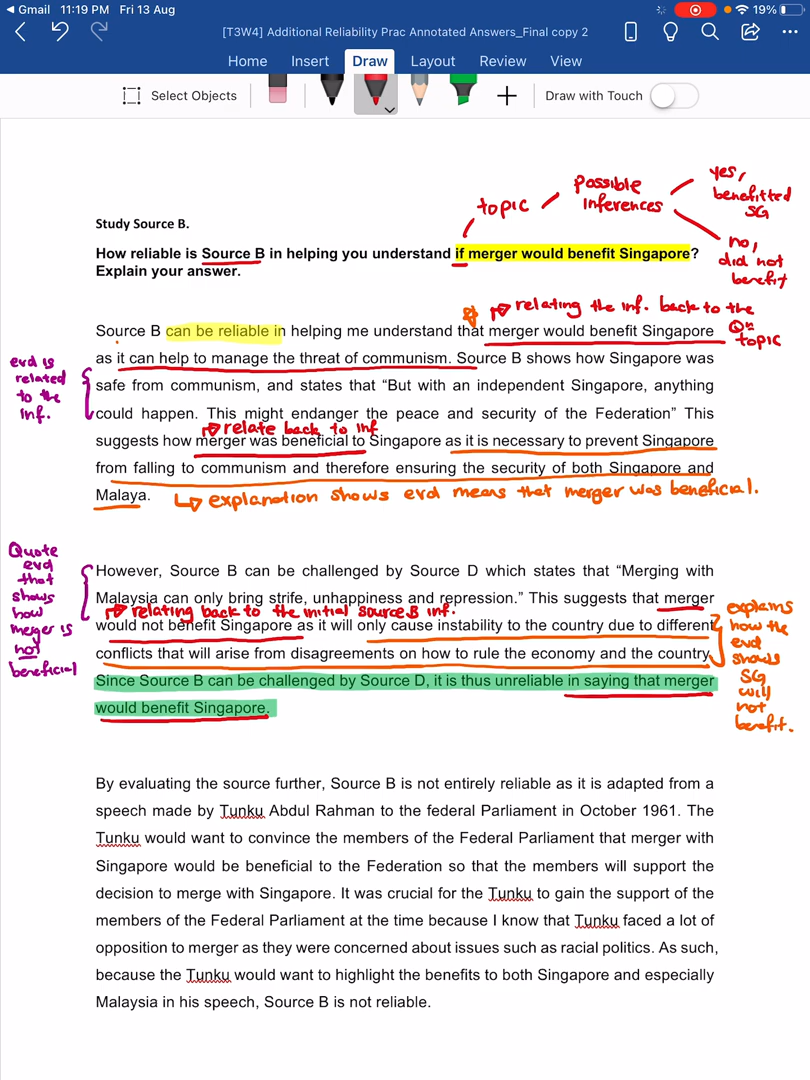 Gmail 11:19 PM Fri 13 Aug 19%
[T3W4] Additional Reliability Prac Annotated Answers_Final copy 2
Home Insert Draw Layout Review View
Select Objects Draw with Touch
topic
Possible
inferences
yes,
benefitted
SG
no,
did not
benefit
Study Source B.
How reliable is Source B in helping you understand if merger would benefit Singapore?
Explain your answer.
relating the inf. back to the
Qn
topic
Source B can be reliable in helping me understand that merger would benefit Singapore
as it can help to manage the threat of communism. Source B shows how Singapore was
safe from communism, and states that “But with an independent Singapore, anything
could happen. This might endanger the peace and security of the Federation” This
relate back to inf
suggests how merger was beneficial to Singapore as it is necessary to prevent Singapore
from falling to communism and therefore ensuring the security of both Singapore and
Malaya.
explanation shows evd means that merger was beneficial.
evd is
related
to the
inf.
However, Source B can be challenged by Source D which states that “Merging with
Malaysia can only bring strife, unhappiness and repression.” This suggests that merger
relating back to the initial source B inf.
would not benefit Singapore as it will only cause instability to the country due to different
conflicts that will arise from disagreements on how to rule the economy and the country.
Since Source B can be challenged by Source D, it is thus unreliable in saying that merger
would benefit Singapore.
Quote
evd
that
shows
how
merger is
not
beneficial
explains
how the
evd
shows
SG
will
not
benefit.
By evaluating the source further, Source B is not entirely reliable as it is adapted from a
speech made by Tunku Abdul Rahman to the federal Parliament in October 1961. The
Tunku would want to convince the members of the Federal Parliament that merger with
Singapore would be beneficial to the Federation so that the members will support the
decision to merge with Singapore. It was crucial for the Tunku to gain the support of the
members of the Federal Parliament at the time because I know that Tunku faced a lot of
opposition to merger as they were concerned about issues such as racial politics. As such,
because the Tunku would want to highlight the benefits to both Singapore and especially
Malaysia in his speech, Source B is not reliable.